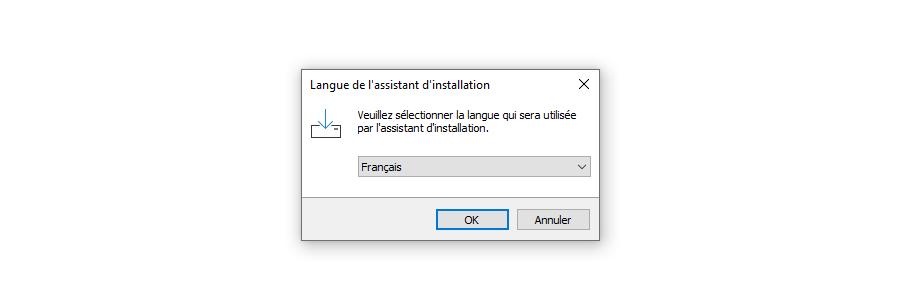 Langue de l'assistant d'installation
Veuillez sélectionner la langue qui sera utilisée
par l'assistant d'installation.
Français
OK
Annuler